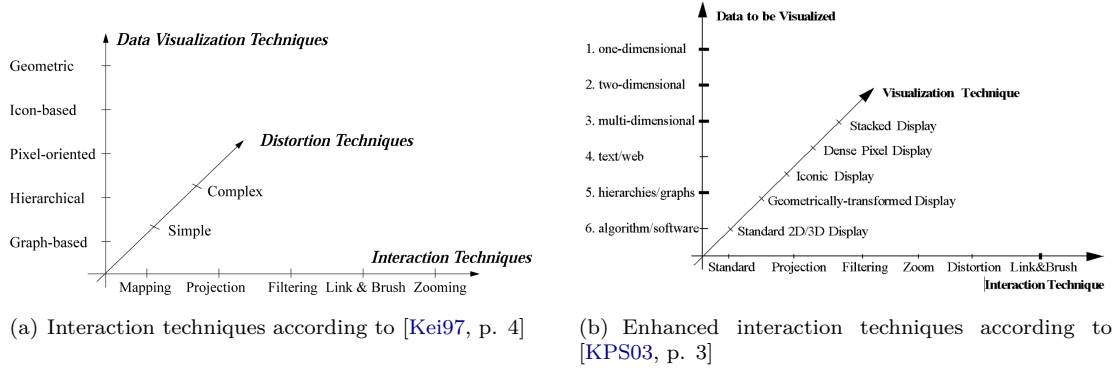 Data Visualization Techniques
Geometric
Icon-based
Pixel-oriented
Hierarchical
Graph-based
Distortion Techniques
Complex
Simple
Interaction Techniques
Mapping
Projection
Filtering
Link & Brush
Zooming
(a) Interaction techniques according to [Kei97, p. 4]
Data to be Visualized
1. one-dimensional
2. two-dimensional
3. multi-dimensional
4. text/web
5. hierarchies/graphs
6. algorithm/software
Visualization Technique
Stacked Display
Dense Pixel Display
Iconic Display
Geometrically-transformed Display
Standard 2D/3D Display
Standard
Projection
Filtering
Zoom
Distortion
Link&Brush
Interaction Technique
(b) Enhanced interaction techniques according to
[KPS03, p. 3]